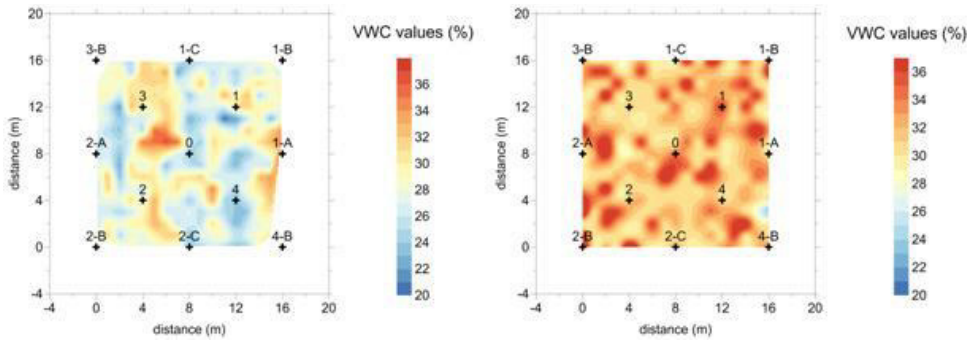 20
16
12
8
4
0
-4
distance (m)
3-B 1-C 1-B
3 1
2-A 0 1-A
2 4
2-B 2-C 4-B
-4 0 4 8 12 16 20
distance (m)
VWC values (%)
36
34
32
30
28
26
24
22
20
20
16
12
8
4
0
-4
distance (m)
3-B 1-C 1-B
3 1
2-A 0 1-A
2 4
2-B 2-C 4-B
-4 0 4 8 12 16 20
distance (m)
VWC values (%)
36
34
32
30
28
26
24
22
20